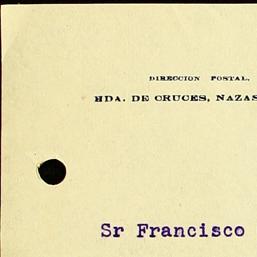 DIRECCION POSTAL,
HDA. DE CRUCES, NAZAS
Sr Francisco